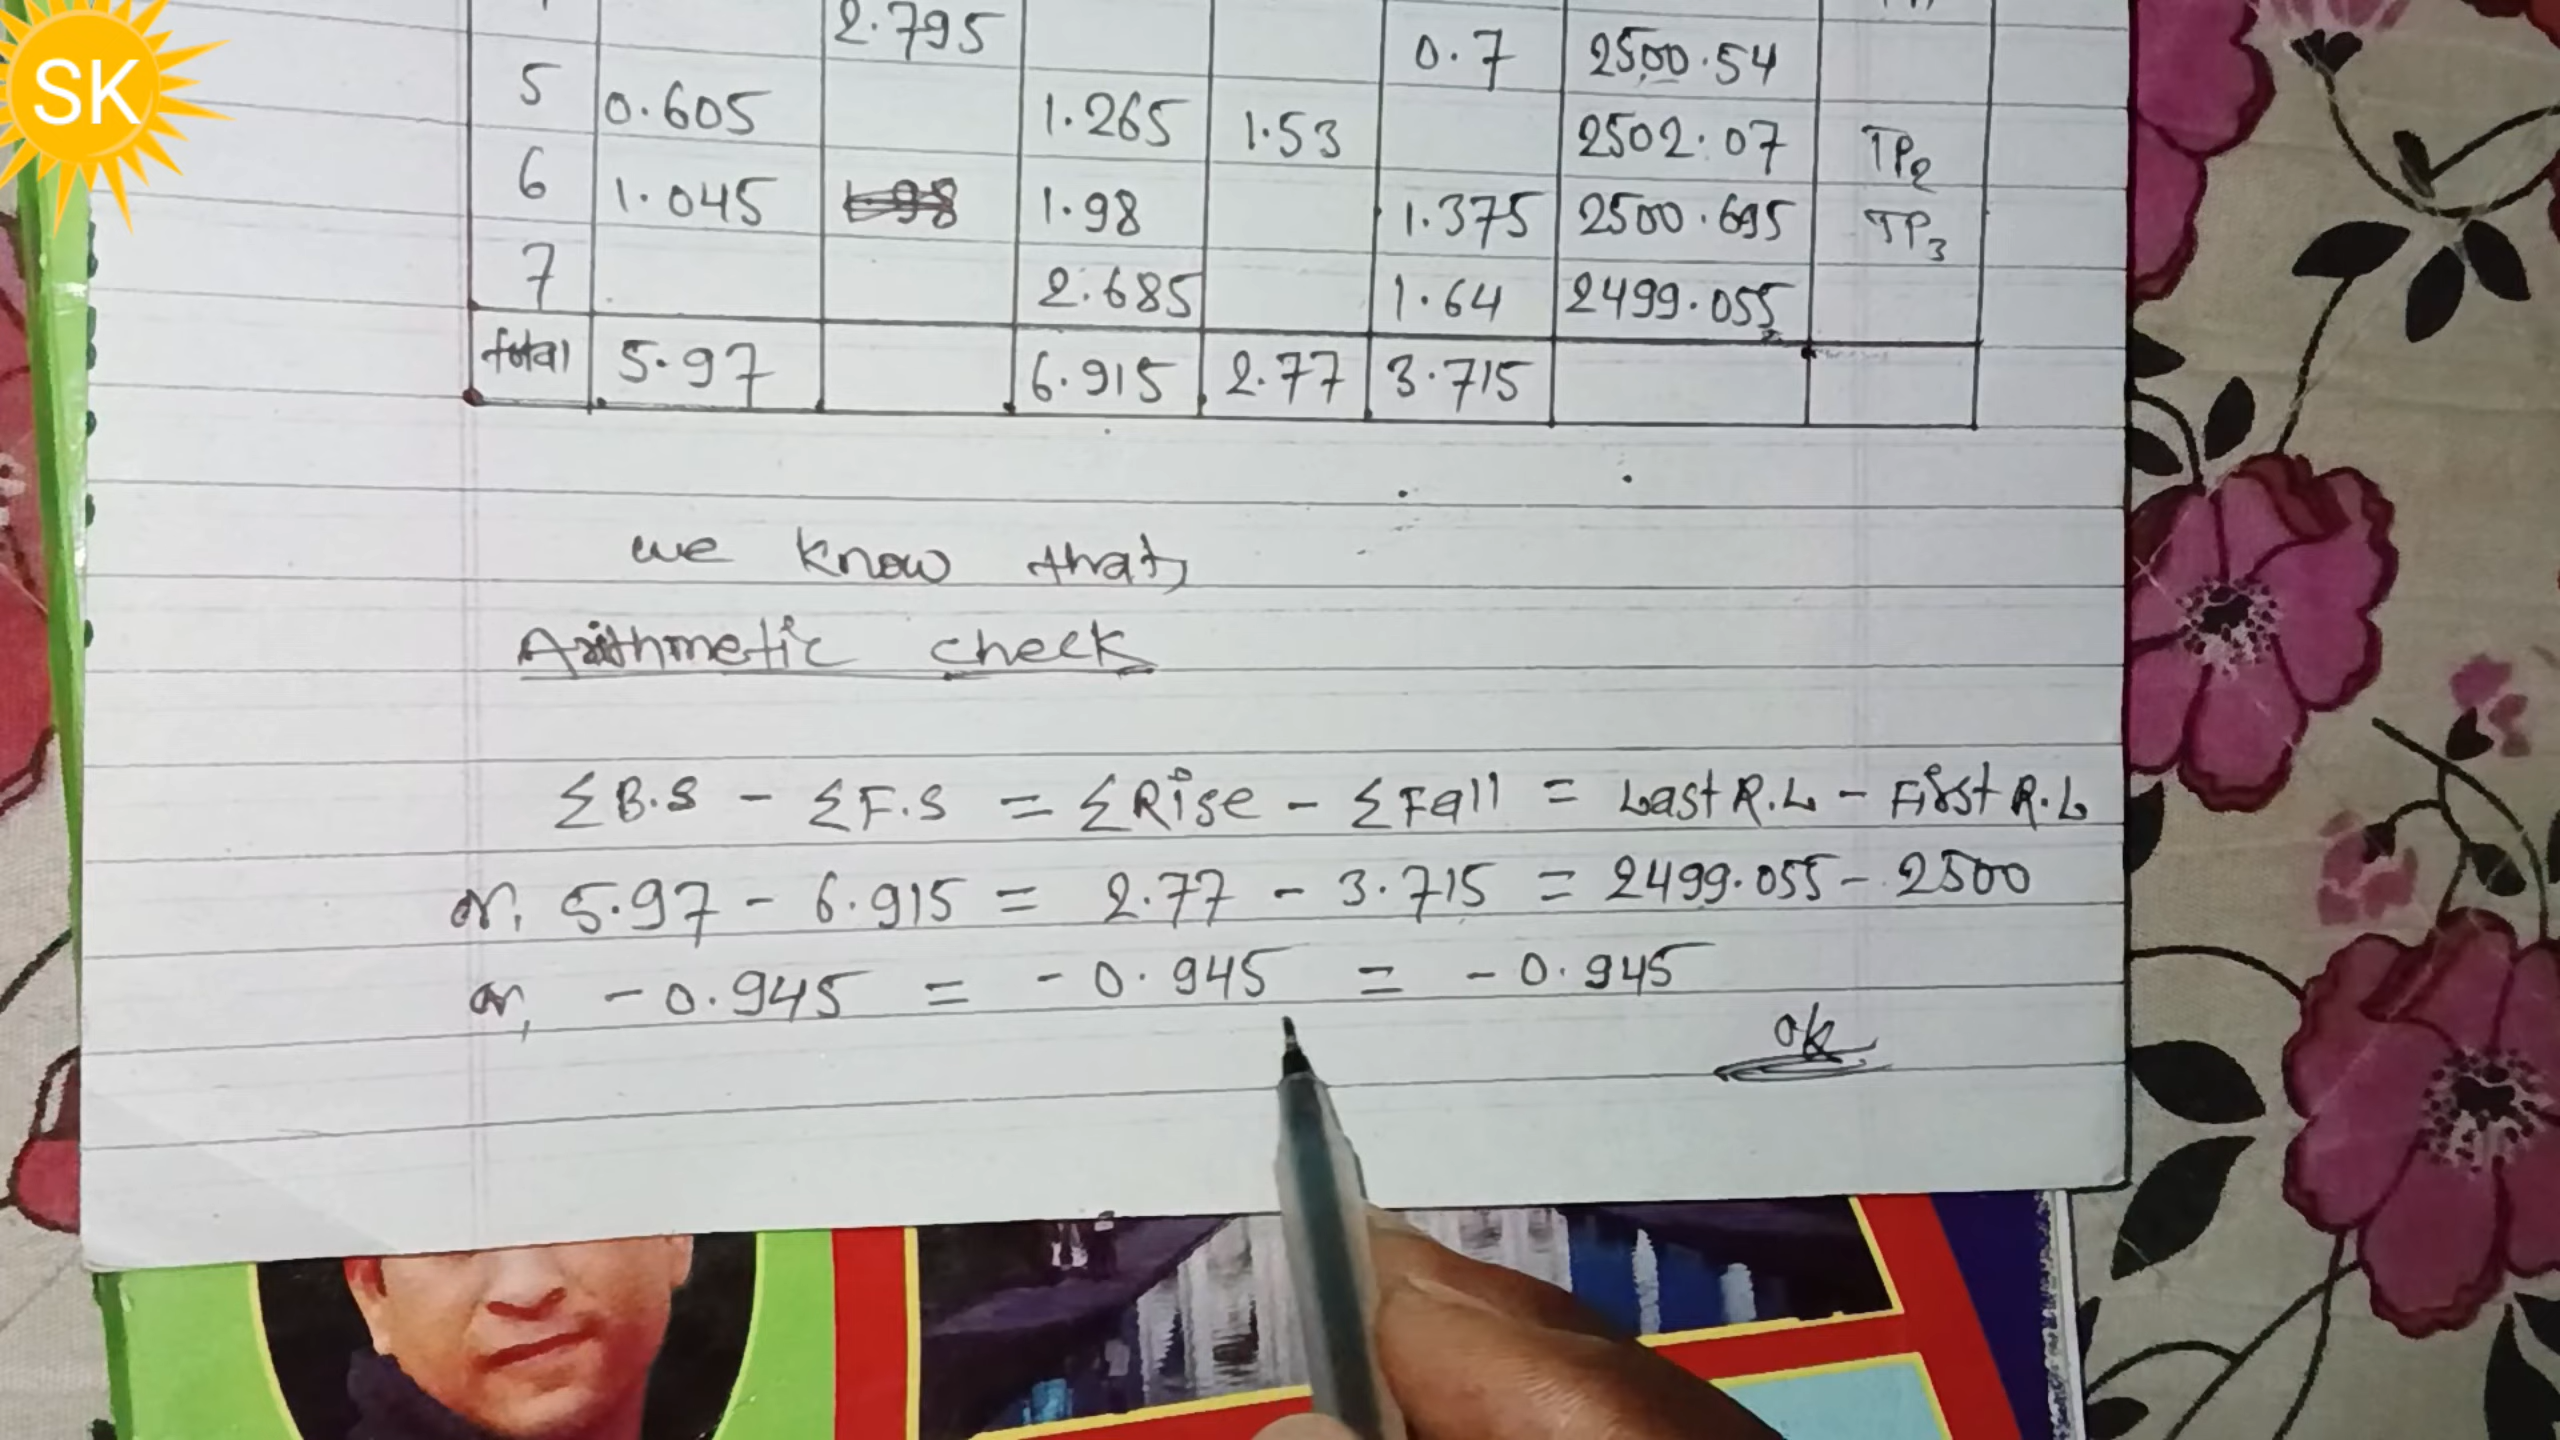 SK
2.795 0.7 2500.54
5 0.605 1.265 1.53 2502.07 TP2
6 1.045 1.98 1.98 1.375 2500.695 TP3
7 2.685 1.64 2499.055
total 5.97 6.915 2.77 3.715
we know that,
Arithmetic check
ΣB.S - ΣF.S = ΣRise - ΣFall = Last R.L - First R.L
or, 5.97 - 6.915 = 2.77 - 3.715 = 2499.055 - 2500
or, -0.945 = -0.945 = -0.945
ok